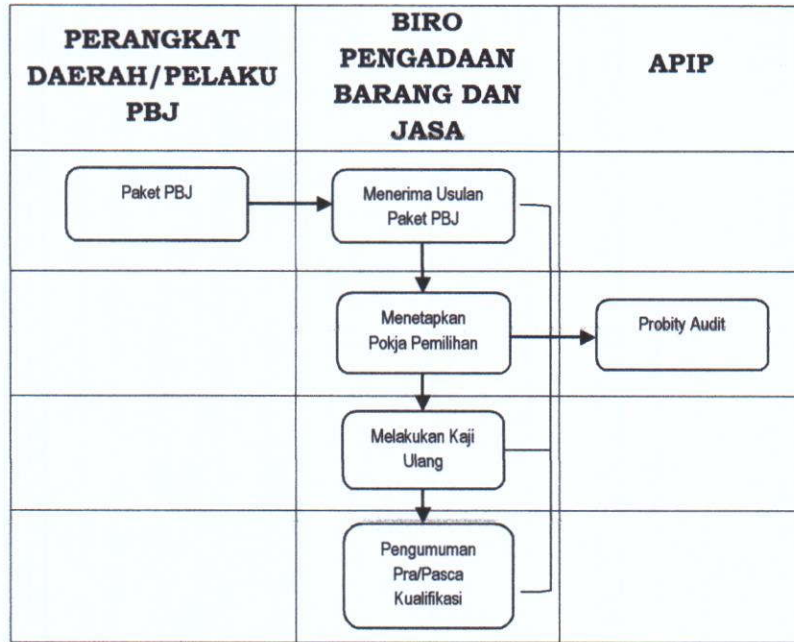 PERANGKAT
DAERAH/PELAKU
PBJ
BIRO
PENGADAAN
BARANG DAN
JASA
APIP
Paket PBJ
Menerima Usulan
Paket PBJ
Menetapkan
Pokja Pemilihan
Probity Audit
Melakukan Kaji
Ulang
Pengumuman
Pra/Pasca
Kualifikasi